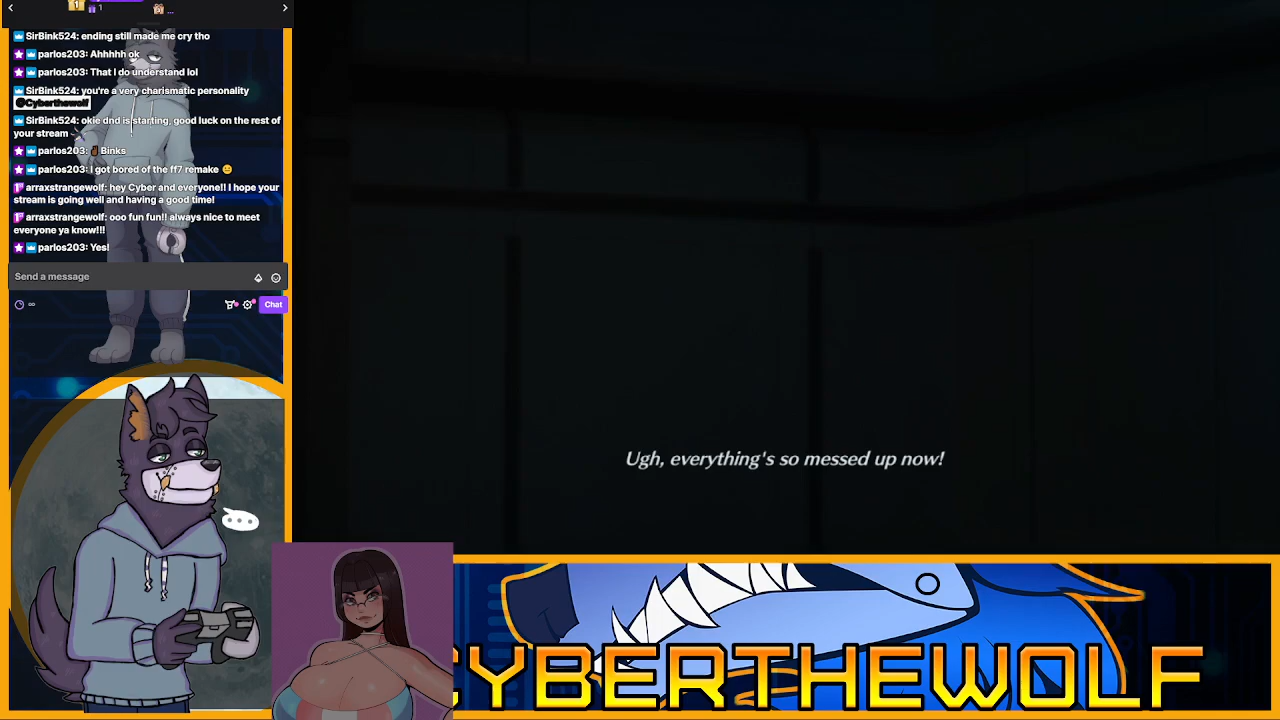 1
1
...
SirBink524: ending still made me cry tho
parlos203: Ahhhhh ok
parlos203: That I do understand lol
SirBink524: you're a very charismatic personality
@Cyberthewolf
SirBink524: okie dnd is starting, good luck on the rest of
your stream
parlos203: Binks
parlos203: I got bored of the ff7 remake
arraxstrangewolf: hey Cyber and everyone!! I hope your
stream is going well and having a good time!
arraxstrangewolf: ooo fun fun!! always nice to meet
everyone ya know!!!
parlos203: Yes!
Send a message
∞
Chat
Ugh, everything's so messed up now!
CYBERTHEWOLF